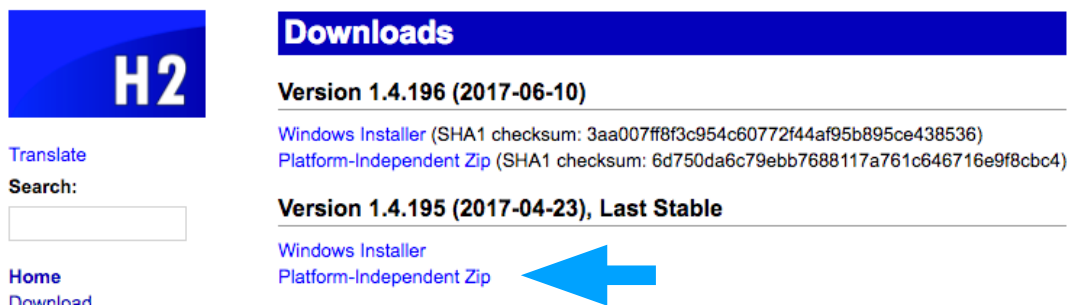 H2
Translate
Search:
Home
Download
Downloads
Version 1.4.196 (2017-06-10)
Windows Installer (SHA1 checksum: 3aa007ff8f3c954c60772f44af95b895ce438536)
Platform-Independent Zip (SHA1 checksum: 6d750da6c79ebb7688117a761c646716e9f8cbc4)
Version 1.4.195 (2017-04-23), Last Stable
Windows Installer
Platform-Independent Zip